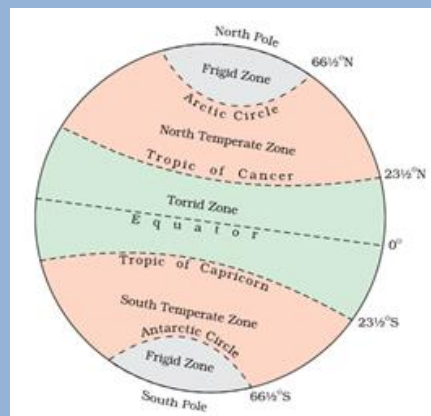 North Pole
66½°N
Frigid Zone
Arctic Circle
North Temperate Zone
Tropic of Cancer
23½°N
Torrid Zone
Equator
0°
Tropic of Capricorn
23½°S
South Temperate Zone
Antarctic Circle
Frigid Zone
66½°S
South Pole